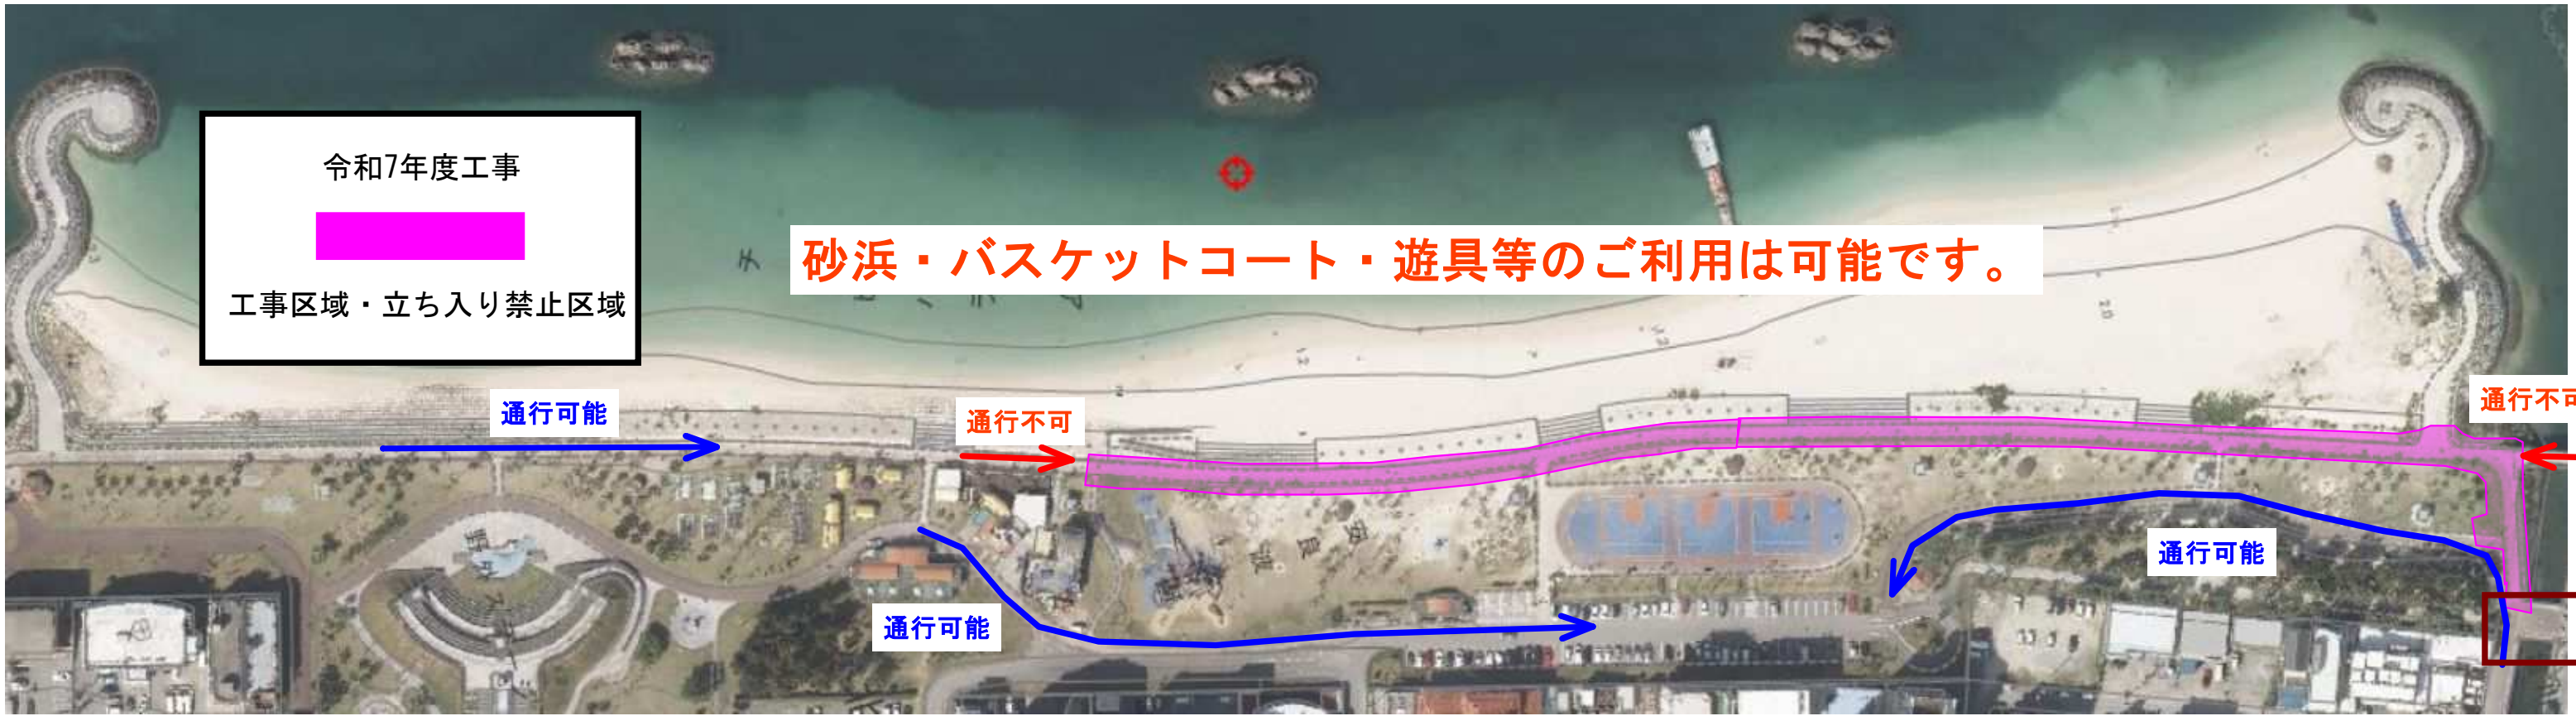 令和7年度工事
工事区域・立ち入り禁止区域
砂浜・バスケットコート・遊具等のご利用は可能です。
通行可能
通行不可
通行不可
通行可能
通行可能